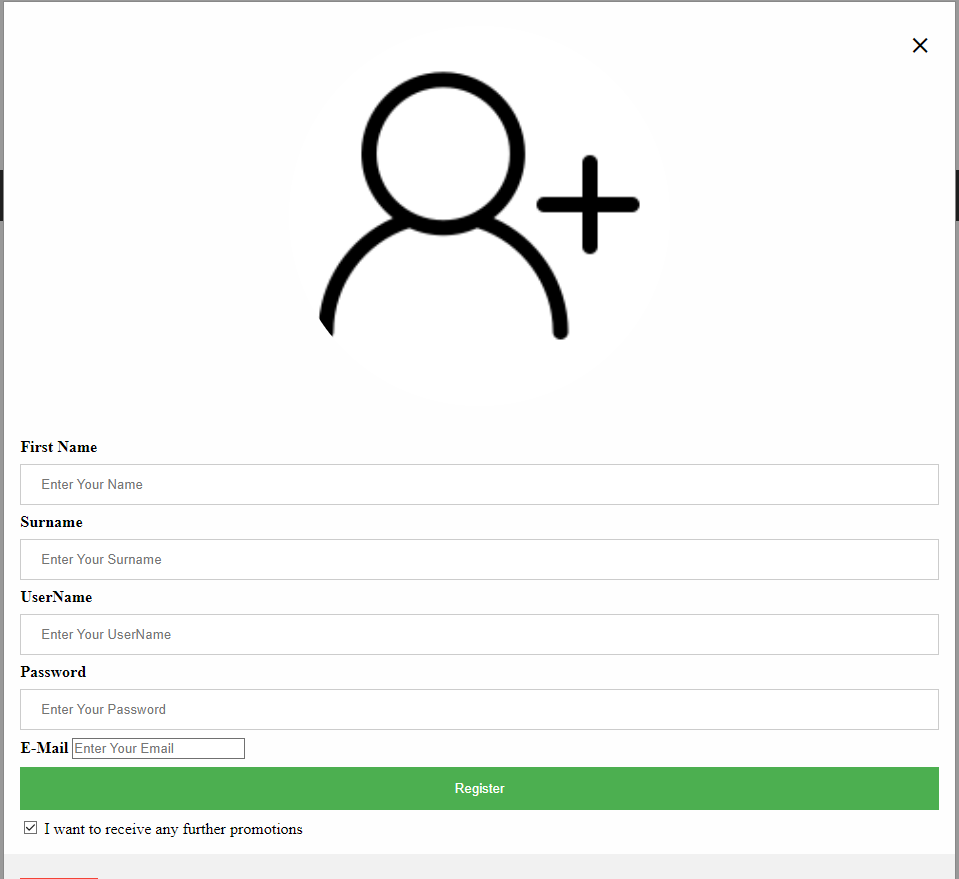 First Name
Enter Your Name
Surname
Enter Your Surname
UserName
Enter Your UserName
Password
Enter Your Password
E-Mail Enter Your Email
Register
I want to receive any further promotions